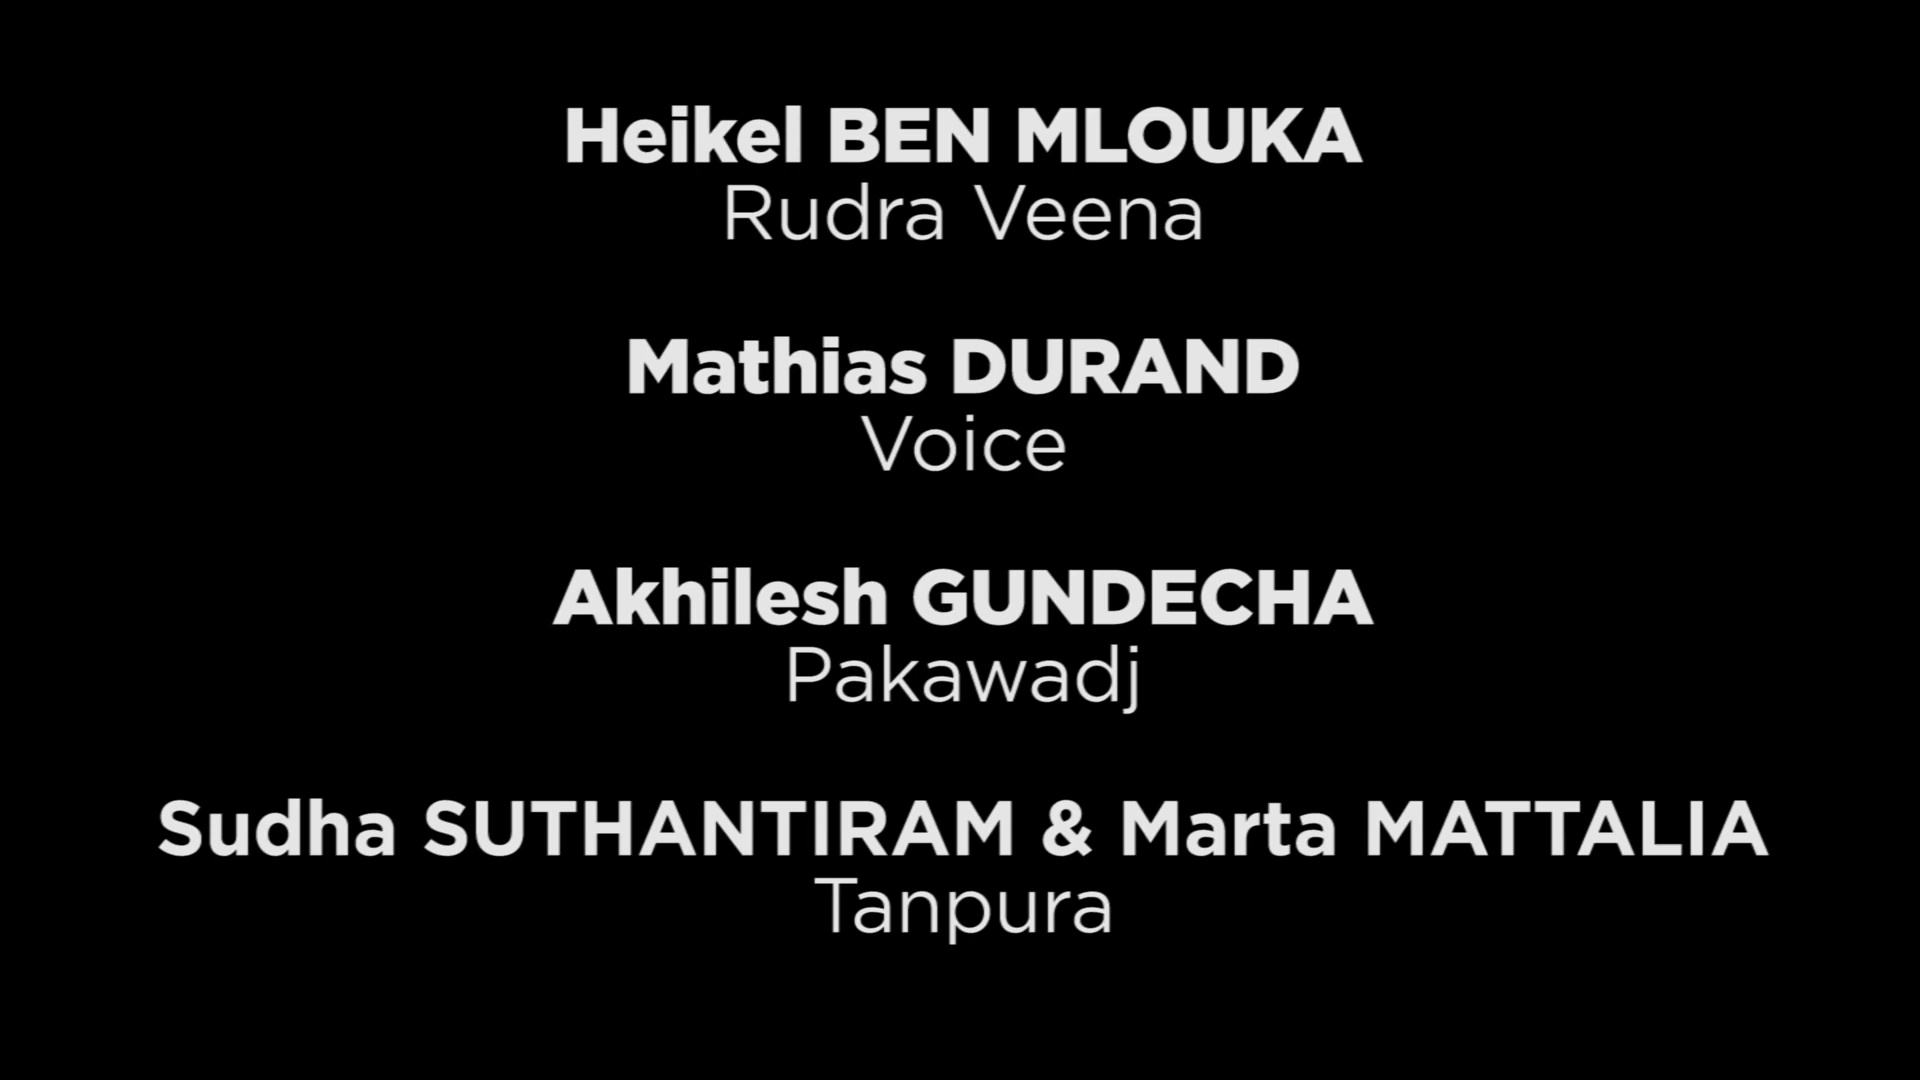 Heikel BEN MLOUKA
Rudra Veena
Mathias DURAND
Voice
Akhilesh GUNDECHA
Pakawadj
Sudha SUTHANTIRAM & Marta MATTALIA
Tanpura